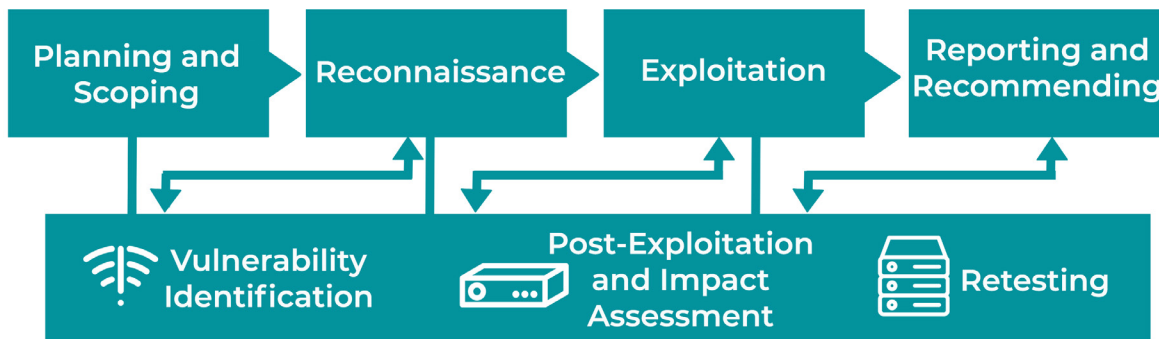 Planning and
Scoping
Reconnaissance
Exploitation
Reporting and
Recommending
Vulnerability
Identification
Post-Exploitation
and Impact
Assessment
Retesting